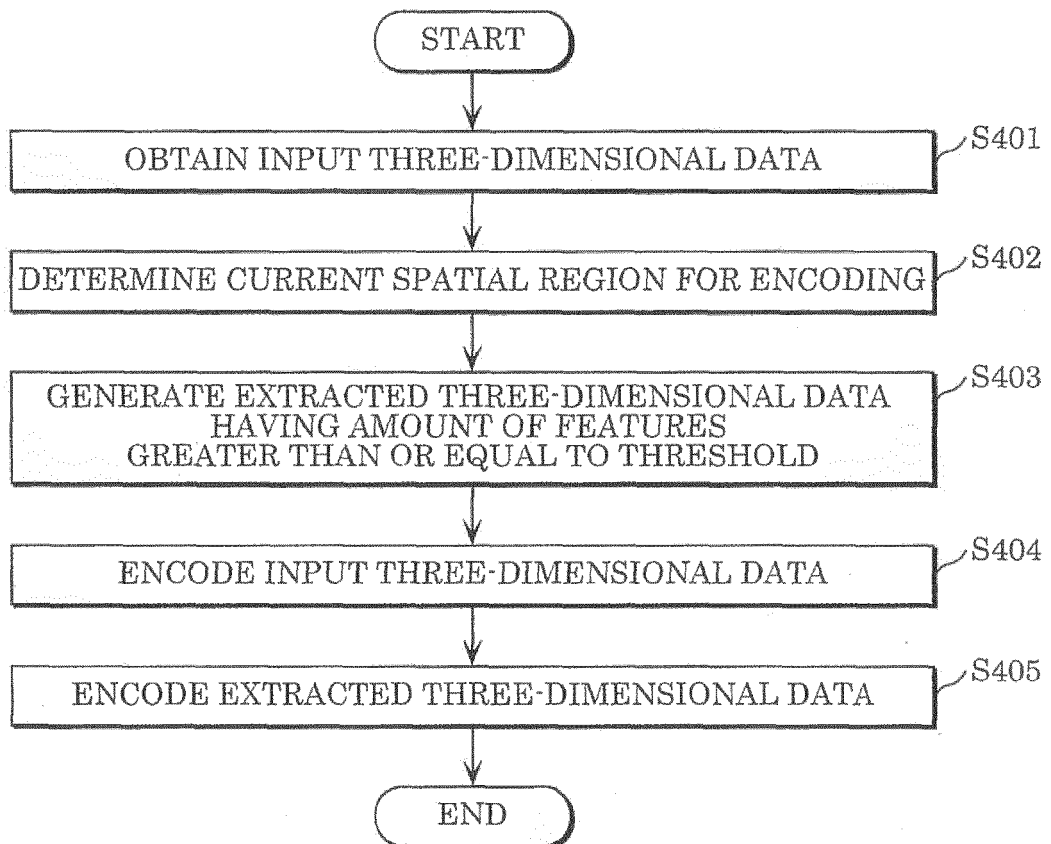 START
OBTAIN INPUT THREE-DIMENSIONAL DATA
S401
DETERMINE CURRENT SPATIAL REGION FOR ENCODING
S402
GENERATE EXTRACTED THREE-DIMENSIONAL DATA
HAVING AMOUNT OF FEATURES
GREATER THAN OR EQUAL TO THRESHOLD
S403
ENCODE INPUT THREE-DIMENSIONAL DATA
S404
ENCODE EXTRACTED THREE-DIMENSIONAL DATA
S405
END